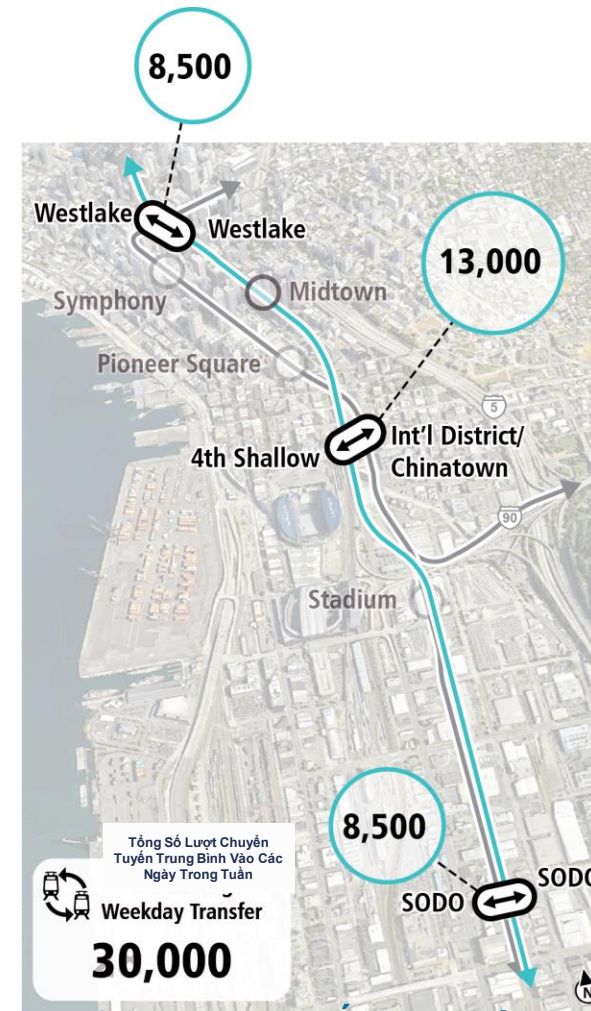 8,500
Westlake
Westlake
13,000
Symphony
Midtown
Pioneer Square
5
4th Shallow
Int'l District/
Chinatown
90
Stadium
8,500
SODO
SODO
Tổng Số Lượt Chuyển
Tuyến Trung Bình Vào Các
Ngày Trong Tuần
Weekday Transfer
30,000
N